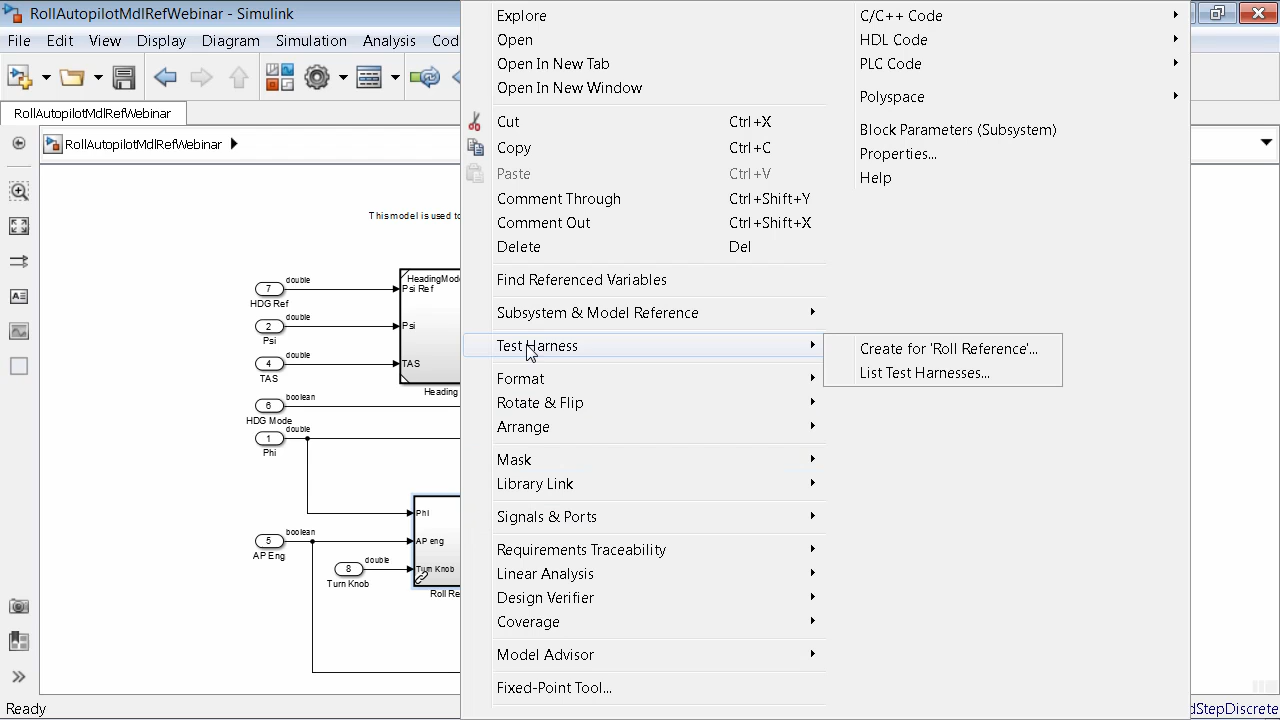 RollAutopilotMdlRefWebinar - Simulink
File Edit View Display Diagram Simulation Analysis Cod
RollAutopilotMdlRefWebinar
RollAutopilotMdlRefWebinar
This model is used to
7 double
HDG Ref
2 double
Psi
4 double
TAS
6 boolean
HDG Mode
1 double
Phi
5 boolean
AP Eng
8 double
Turn Knob
HeadingMode
Psi Ref
Psi
TAS
Heading
Phi
AP eng
Turn Knob
Roll Re
Ready
Explore
Open
Open In New Tab
Open In New Window
Cut Ctrl+X
Copy Ctrl+C
Paste Ctrl+V
Comment Through Ctrl+Shift+Y
Comment Out Ctrl+Shift+X
Delete Del
Find Referenced Variables
Subsystem & Model Reference
Test Harness
Format
Rotate & Flip
Arrange
Mask
Library Link
Signals & Ports
Requirements Traceability
Linear Analysis
Design Verifier
Coverage
Model Advisor
Fixed-Point Tool...
C/C++ Code
HDL Code
PLC Code
Polyspace
Block Parameters (Subsystem)
Properties...
Help
Create for 'Roll Reference'...
List Test Harnesses...
dStepDiscrete